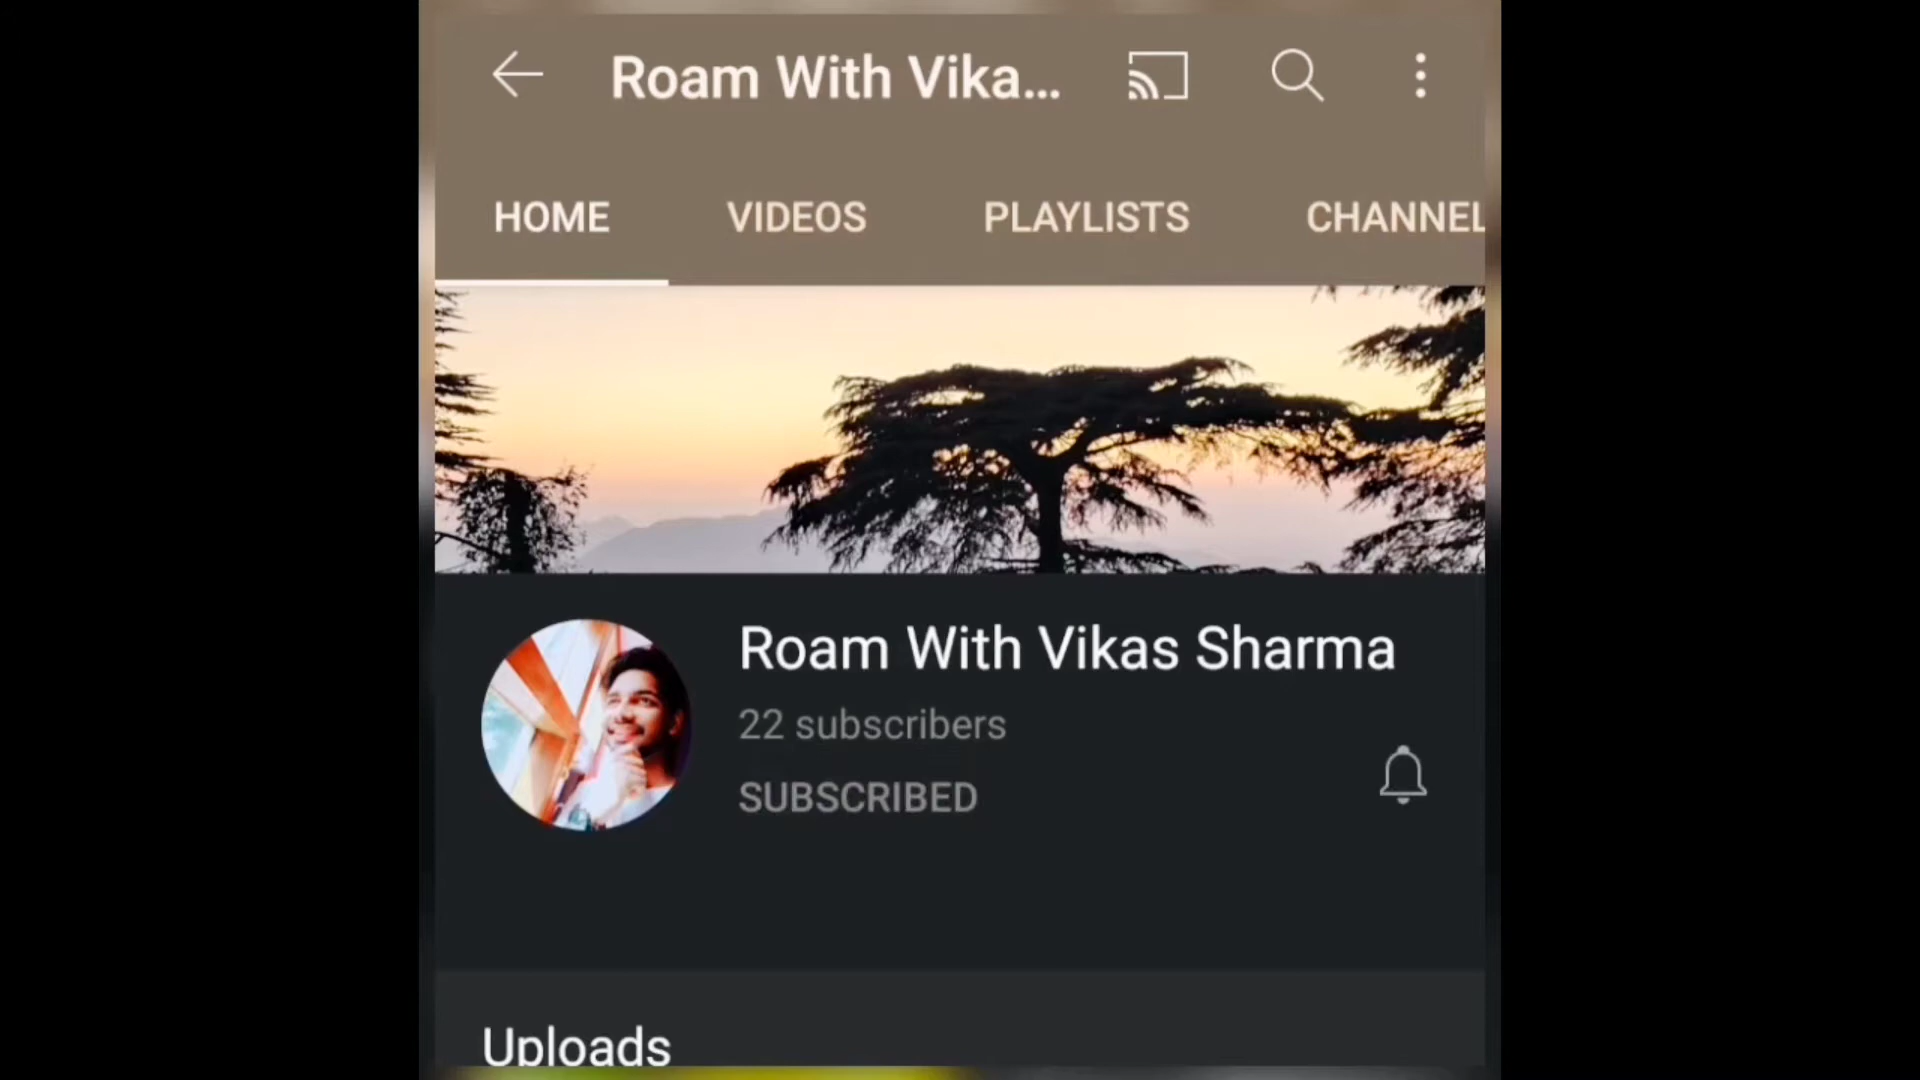 Roam With Vika...
HOME VIDEOS PLAYLISTS CHANNEL
Roam With Vikas Sharma
22 subscribers
SUBSCRIBED
Uploads